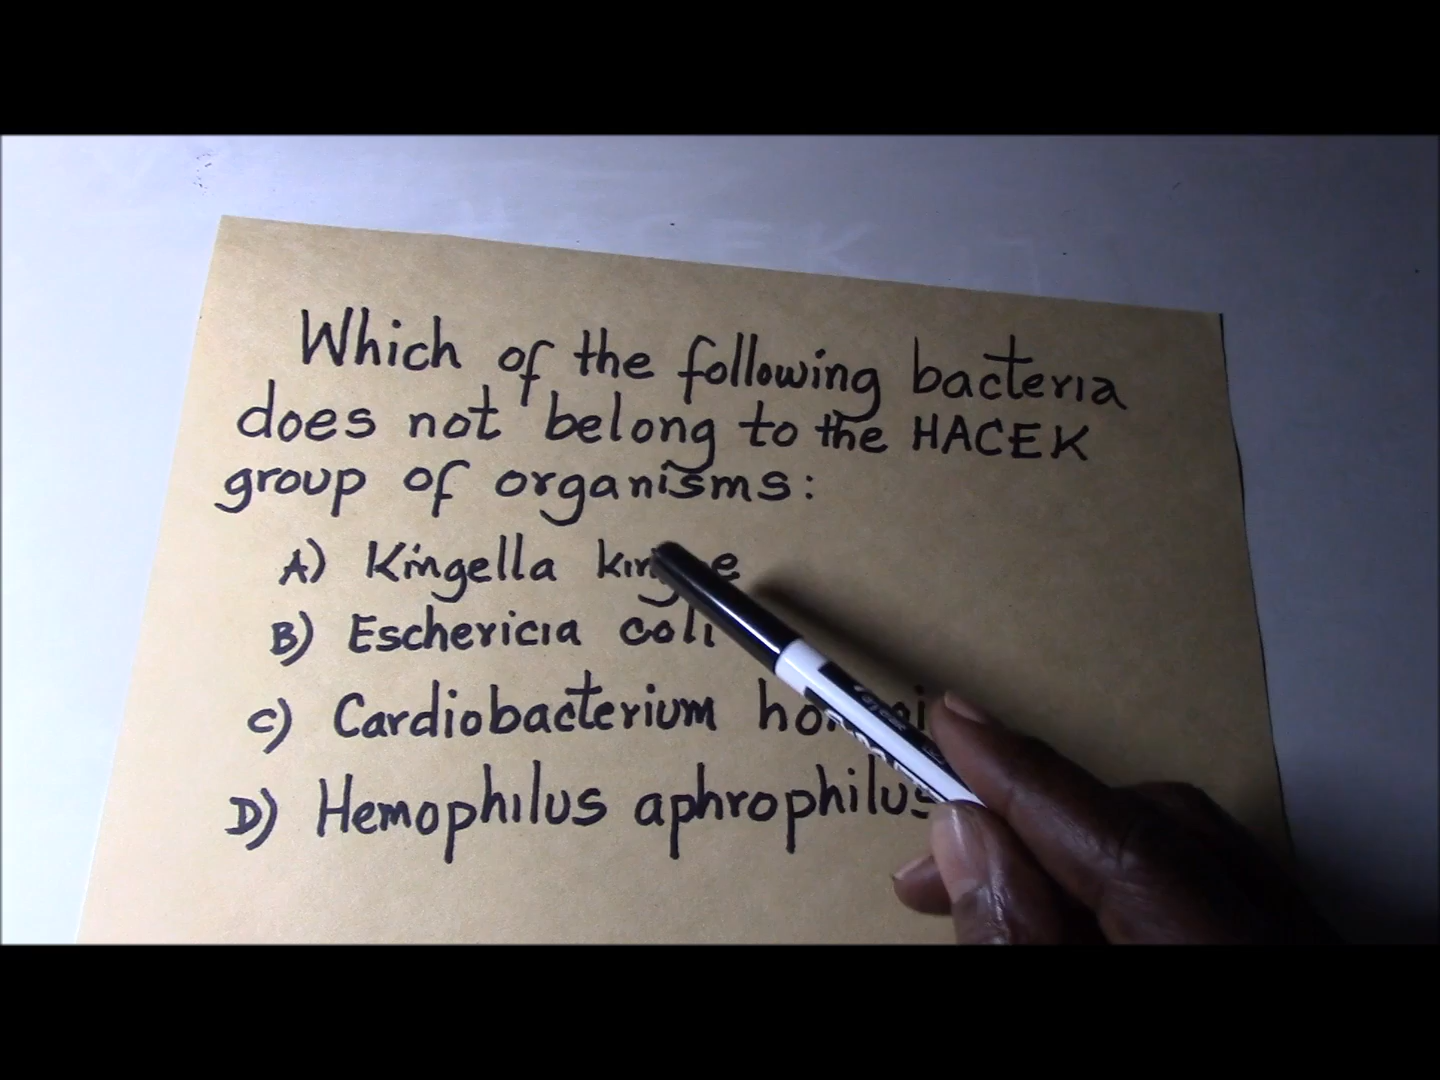 Which of the following bacteria
does not belong to the HACEK
group of organisms:
A) Kingella
B) Eschericia coli
C) Cardiobacterium
D) Hemophilus aphrophilus